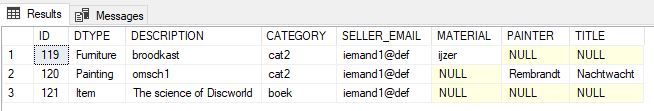 Results Messages
ID DTYPE DESCRIPTION CATEGORY SELLER_EMAIL MATERIAL PAINTER TITLE
1 119 Furniture broodkast cat2 iemand1@def ijzer NULL NULL
2 120 Painting omsch1 cat2 iemand1@def NULL Rembrandt Nachtwacht
3 121 Item The science of Discworld boek iemand1@def NULL NULL NULL